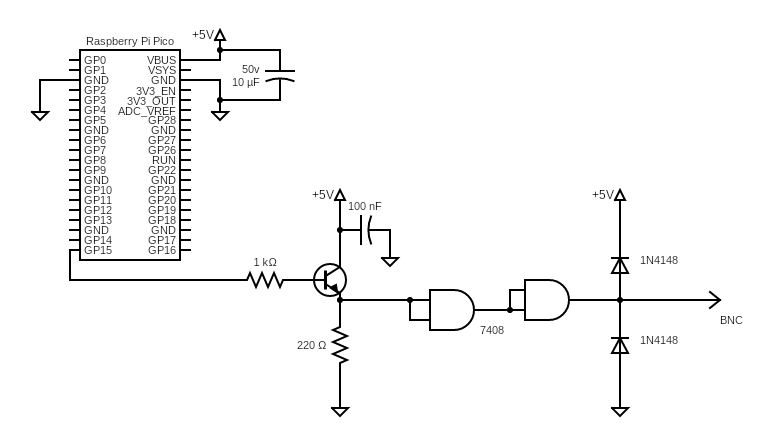 +5V
Raspberry Pi Pico
GP0 VBUS
GP1 VSYS
GND GND
GP2 3V3_EN
GP3 3V3_OUT
GP4 ADC_VREF
GP5 GP28
GND GND
GP6 GP27
GP7 GP26
GP8 RUN
GP9 GP22
GND GND
GP10 GP21
GP11 GP20
GP12 GP19
GP13 GP18
GND GND
GP14 GP17
GP15 GP16
50v
10 µF
+5V
100 nF
1 kΩ
220 Ω
7408
+5V
1N4148
1N4148
BNC